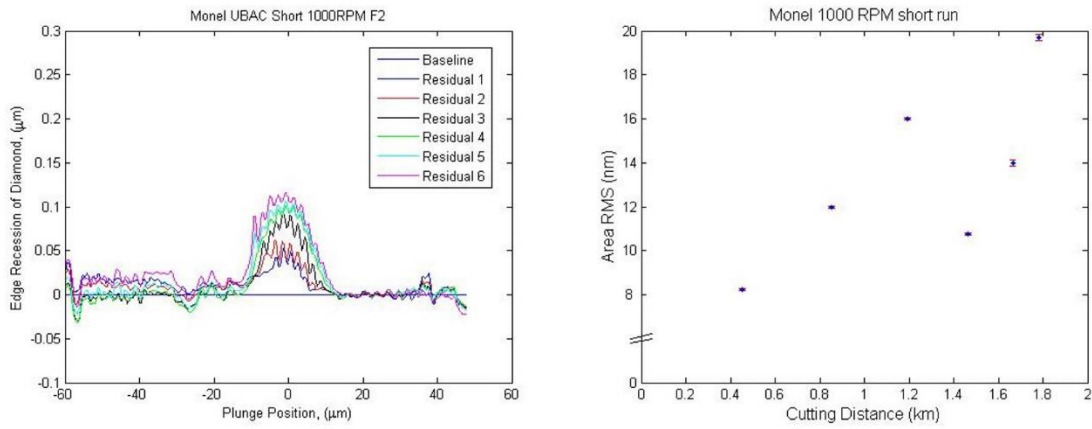 Monel UBAC Short 1000RPM F2
0.3
0.25
0.2
0.15
0.1
0.05
0
-0.05
-0.1
Edge Recession of Diamond, (μm)
Baseline
Residual 1
Residual 2
Residual 3
Residual 4
Residual 5
Residual 6
-60 -40 -20 0 20 40 60
Plunge Position, (μm)
Monel 1000 RPM short run
20
18
16
14
12
10
8
0
Area RMS (nm)
0 0.2 0.4 0.6 0.8 1 1.2 1.4 1.6 1.8 2
Cutting Distance (km)